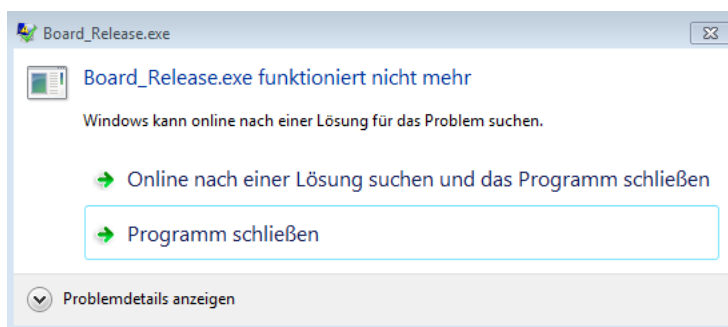 Board_Release.exe
Board_Release.exe funktioniert nicht mehr
Windows kann online nach einer Lösung für das Problem suchen.
Online nach einer Lösung suchen und das Programm schließen
Programm schließen
Problemdetails anzeigen